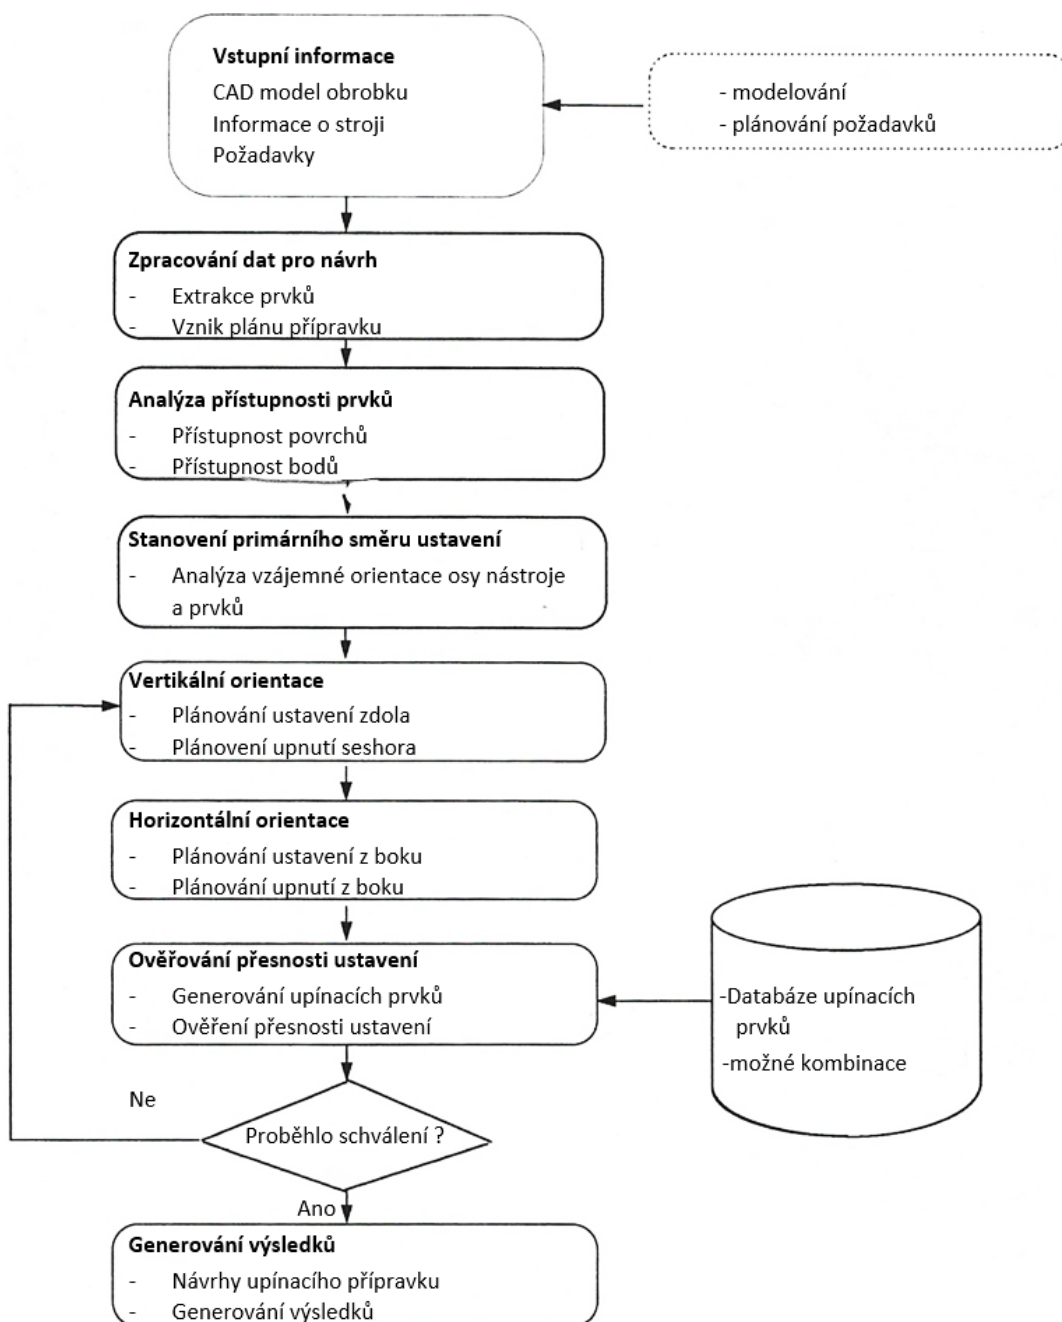 Vstupní informace
CAD model obrobku
Informace o stroji
Požadavky
- modelování
- plánování požadavků
Zpracování dat pro návrh
- Extrakce prvků
- Vznik plánu přípravku
Analýza přístupnosti prvků
- Přístupnost povrchů
- Přístupnost bodů
Stanovení primárního směru ustavení
- Analýza vzájemné orientace osy nástroje
a prvků
Vertikální orientace
- Plánování ustavení zdola
- Plánovení upnutí seshora
Horizontální orientace
- Plánování ustavení z boku
- Plánování upnutí z boku
Ověřování přesnosti ustavení
- Generování upínacích prvků
- Ověření přesnosti ustavení
-Databáze upínacích
prvků
-možné kombinace
Ne
Proběhlo schválení ?
Ano
Generování výsledků
- Návrhy upínacího přípravku
- Generování výsledků